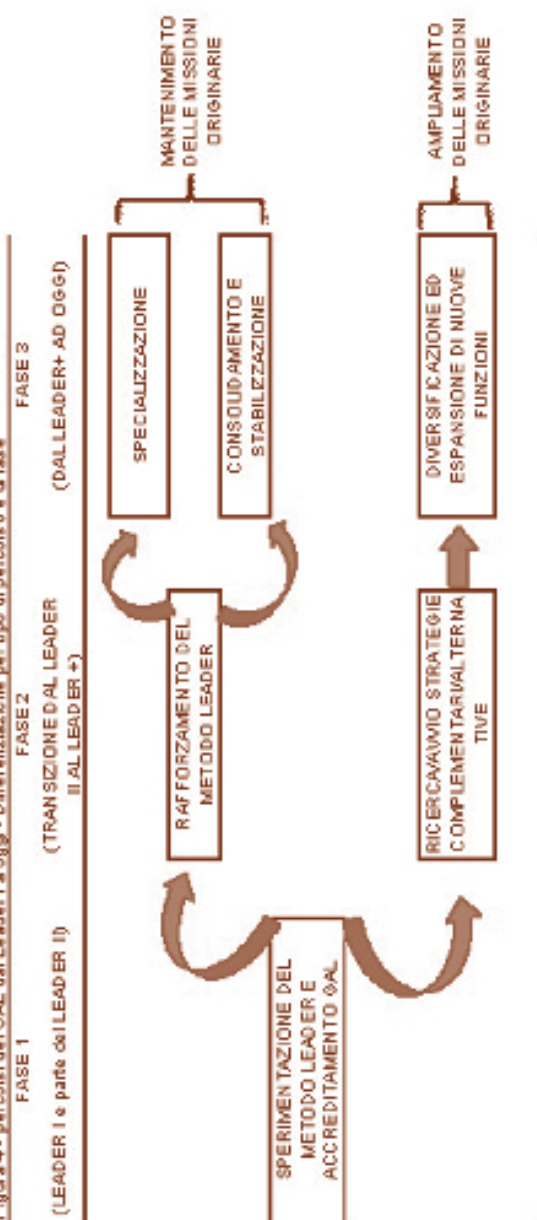 FASE 1
(LEADER I e parte del LEADER II)
FASE 2
(TRANSIZIONE DAL LEADER
II AL LEADER +)
FASE 3
(DAL LEADER+ AD OGGI)
SPERIMENTAZIONE DEL
METODO LEADER E
ACCREDITAMENTO GAL
RAFFORZAMENTO DEL
METODO LEADER
RICERCA/AVVIO STRATEGIE
COMPLEMENTARI/ALTERNA
TIVE
SPECIALIZZAZIONE
CONSOLIDAMENTO E
STABILIZZAZIONE
DIVERSIFICAZIONE ED
ESPANSIONE DI NUOVE
FUNZIONI
MANTENIMENTO
DELLE MISSIONI
ORIGINARIE
AMPLIAMENTO
DELLE MISSIONI
ORIGINARIE